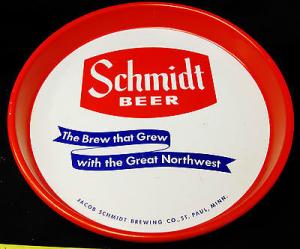 Schmidt
BEER
The Brew that Grew
with the Great Northwest
JACOB SCHMIDT BREWING CO., ST. PAUL, MINN.